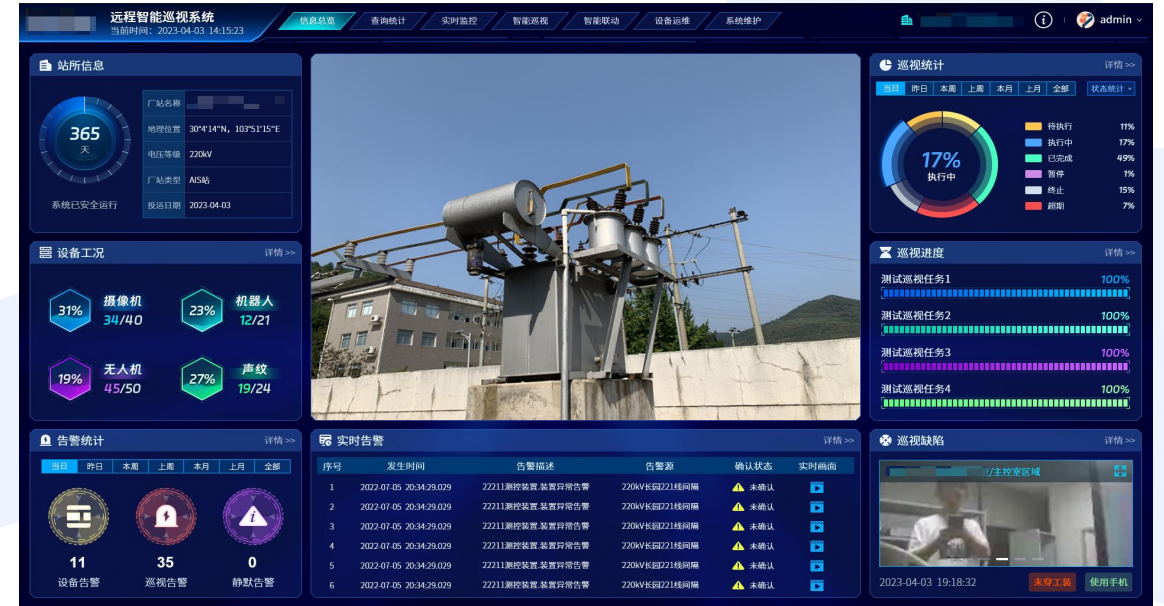 远程智能巡视系统
当前时间：2023-04-03 14:15:23
信息总览 查询统计 实时监控 智能巡视 智能联动 设备运维 系统维护
admin
站所信息
365
天
系统已安全运行
厂站名称
地理位置 30°4'14"N，103°51'15"E
电压等级 220kV
厂站类型 AIS站
投运日期 2023-04-03
设备工况 详情>>
31% 摄像机 34/40
23% 机器人 12/21
19% 无人机 45/50
27% 声纹 19/24
告警统计 详情>>
当日 昨日 本周 上周 本月 上月 全部
11 35 0
设备告警 巡视告警 静默告警
实时告警 详情>>
序号 发生时间 告警描述 告警源 确认状态 实时画面
1 2022-07-05 20:34:29.029 22211测控装置.装置异常告警 220kV长园221线间隔 未确认
2 2022-07-05 20:34:29.029 22211测控装置.装置异常告警 220kV长园221线间隔 未确认
3 2022-07-05 20:34:29.029 22211测控装置.装置异常告警 220kV长园221线间隔 未确认
4 2022-07-05 20:34:29.029 22211测控装置.装置异常告警 220kV长园221线间隔 未确认
5 2022-07-05 20:34:29.029 22211测控装置.装置异常告警 220kV长园221线间隔 未确认
6 2022-07-05 20:34:29.029 22211测控装置.装置异常告警 220kV长园221线间隔 未确认
巡视统计 详情>>
当日 昨日 本周 上周 本月 上月 全部 状态统计
17%
执行中
待执行 11%
执行中 17%
已完成 49%
暂停 1%
终止 15%
超期 7%
巡视进度 详情>>
测试巡视任务1 100%
测试巡视任务2 100%
测试巡视任务3 100%
测试巡视任务4 100%
巡视缺陷 详情>>
/主控室区域
2023-04-03 19:18:32 未穿工装 使用手机